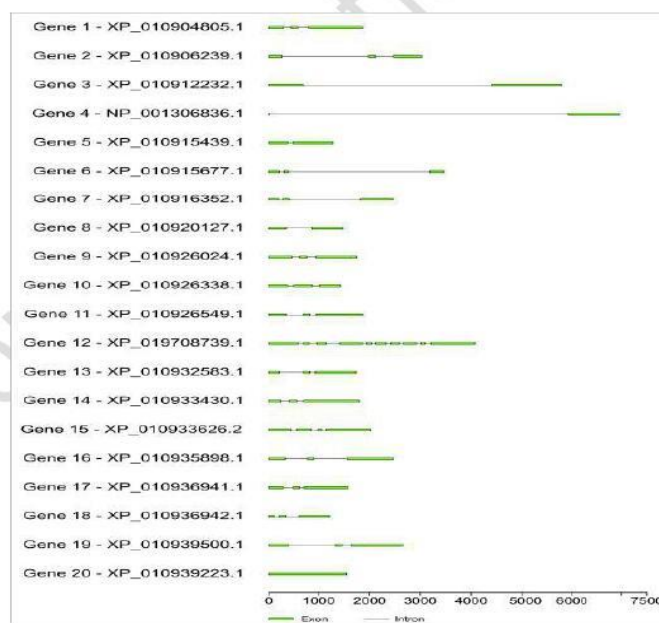 Gene 1 - XP_010904805.1
Gene 2 - XP_010906239.1
Gene 3 - XP_010912232.1
Gene 4 - NP_001306836.1
Gene 5 - XP_010915439.1
Gene 6 - XP_010915677.1
Gene 7 - XP_010916352.1
Gene 8 - XP_010920127.1
Gene 9 - XP_010926024.1
Gene 10 - XP_010926338.1
Gene 11 - XP_010926549.1
Gene 12 - XP_019708739.1
Gene 13 - XP_010932583.1
Gene 14 - XP_010933430.1
Gene 15 - XP_010933626.2
Gene 16 - XP_010935898.1
Gene 17 - XP_010936941.1
Gene 18 - XP_010936942.1
Gene 19 - XP_010939500.1
Gene 20 - XP_010939223.1
0 1000 2000 3000 4000 5000 6000 7500
Exon Intron